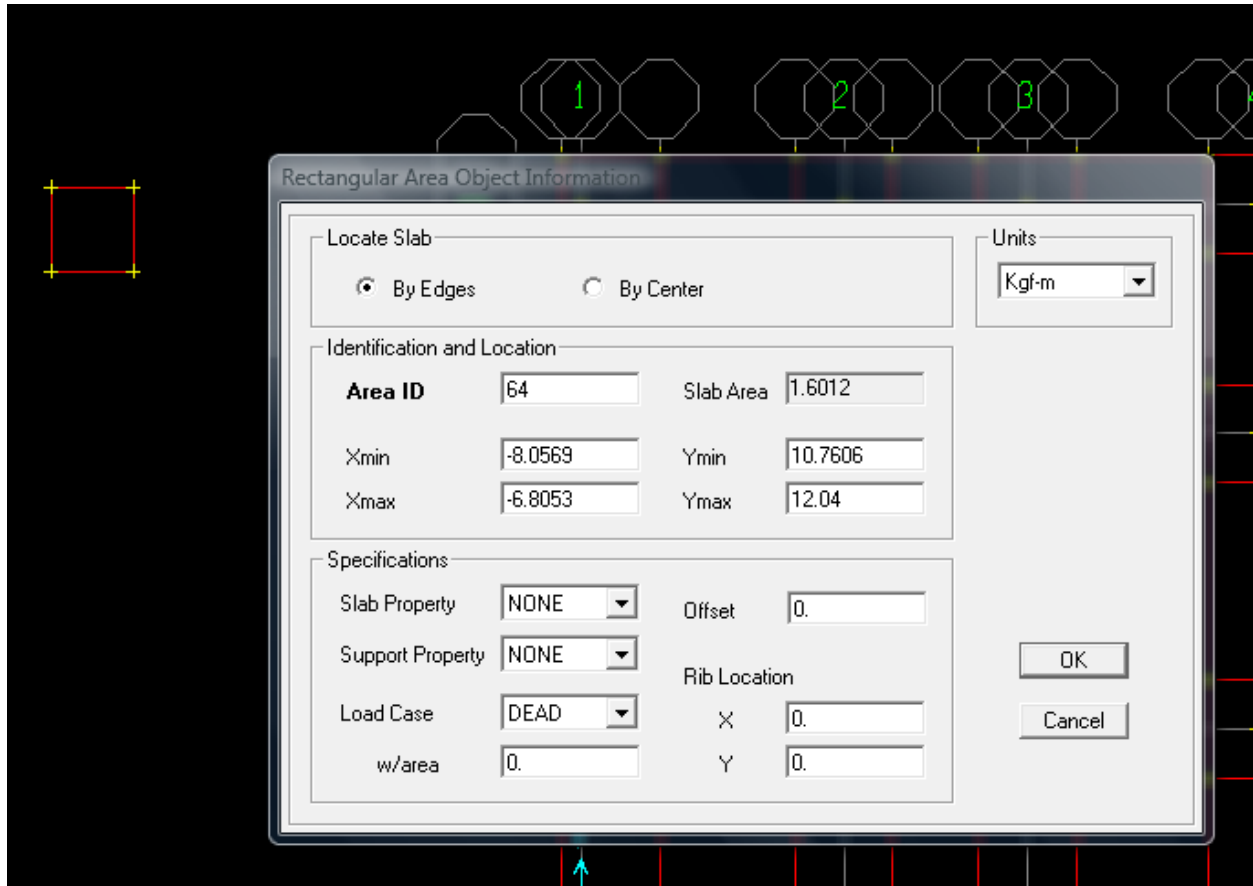 1 2 3 4
Rectangular Area Object Information
Locate Slab
By Edges By Center
Units
Kgf-m
Identification and Location
Area ID 64 Slab Area 1.6012
Xmin -8.0569 Ymin 10.7606
Xmax -6.8053 Ymax 12.04
Specifications
Slab Property NONE Offset 0.
Support Property NONE
Rib Location
Load Case DEAD X 0.
w/area 0. Y 0.
OK
Cancel